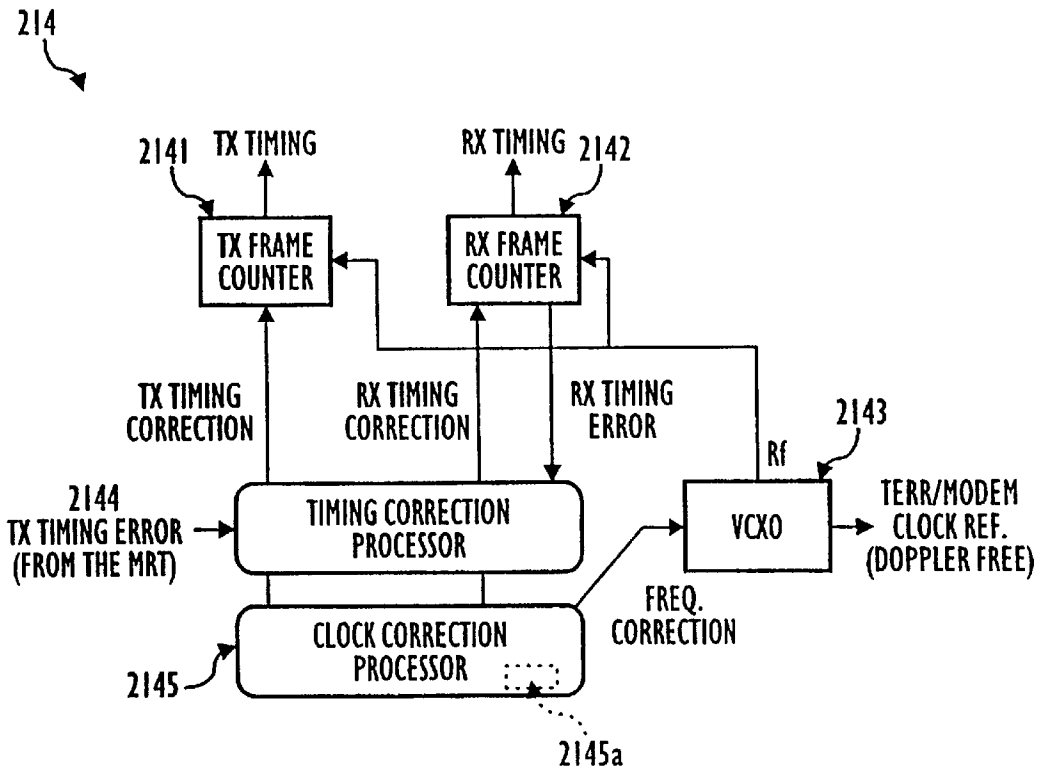 214
2141
TX TIMING
RX TIMING
2142
TX FRAME
COUNTER
RX FRAME
COUNTER
TX TIMING
CORRECTION
RX TIMING
CORRECTION
RX TIMING
ERROR
Rf
2143
2144
TX TIMING ERROR
(FROM THE MRT)
TIMING CORRECTION
PROCESSOR
VCXO
TERR/MODEM
CLOCK REF.
(DOPPLER FREE)
FREQ.
CORRECTION
CLOCK CORRECTION
PROCESSOR
2145
2145a